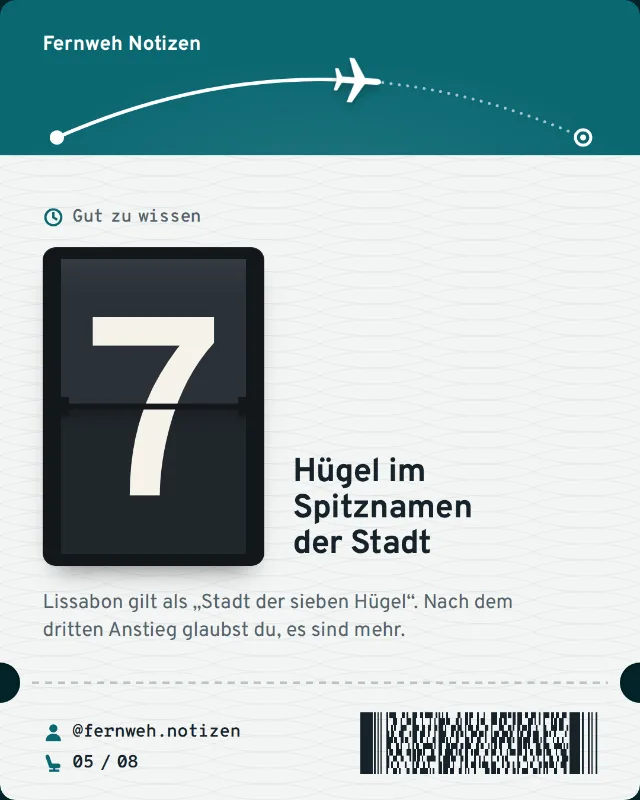 Fernweh Notizen
Gut zu wissen
7
Hügel im
Spitznamen
der Stadt
Lissabon gilt als „Stadt der sieben Hügel“. Nach dem
dritten Anstieg glaubst du, es sind mehr.
@fernweh.notizen
05 / 08